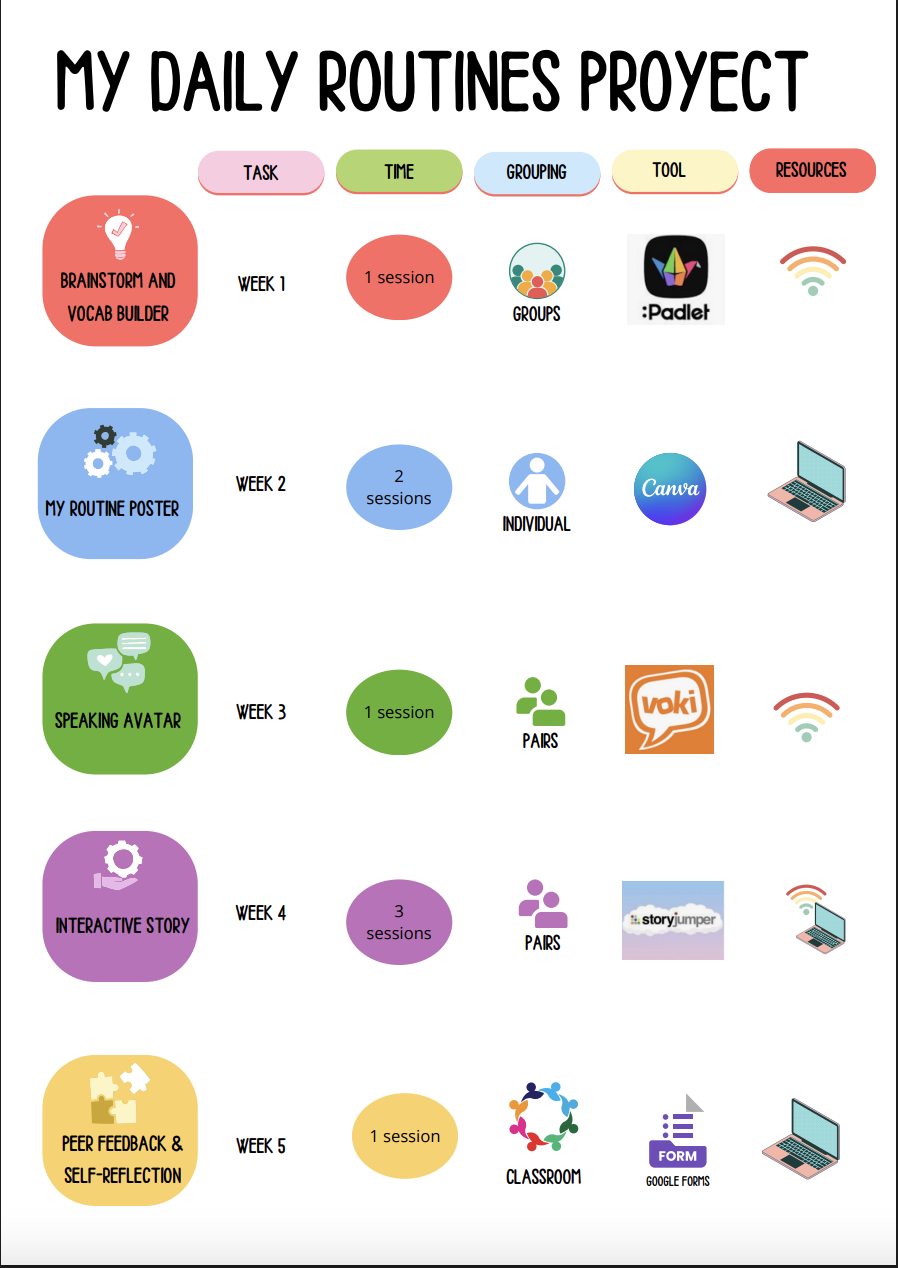 MY DAILY ROUTINES PROYECT
TASK
TIME
GROUPING
TOOL
RESOURCES
BRAINSTORM AND
VOCAB BUILDER
WEEK 1
1 session
GROUPS
:Padlet
MY ROUTINE POSTER
WEEK 2
2
sessions
INDIVIDUAL
Canva
SPEAKING AVATAR
WEEK 3
1 session
PAIRS
voki
INTERACTIVE STORY
WEEK 4
3
sessions
PAIRS
storyjumper
PEER FEEDBACK &
SELF-REFLECTION
WEEK 5
1 session
CLASSROOM
FORM
GOOGLE FORMS